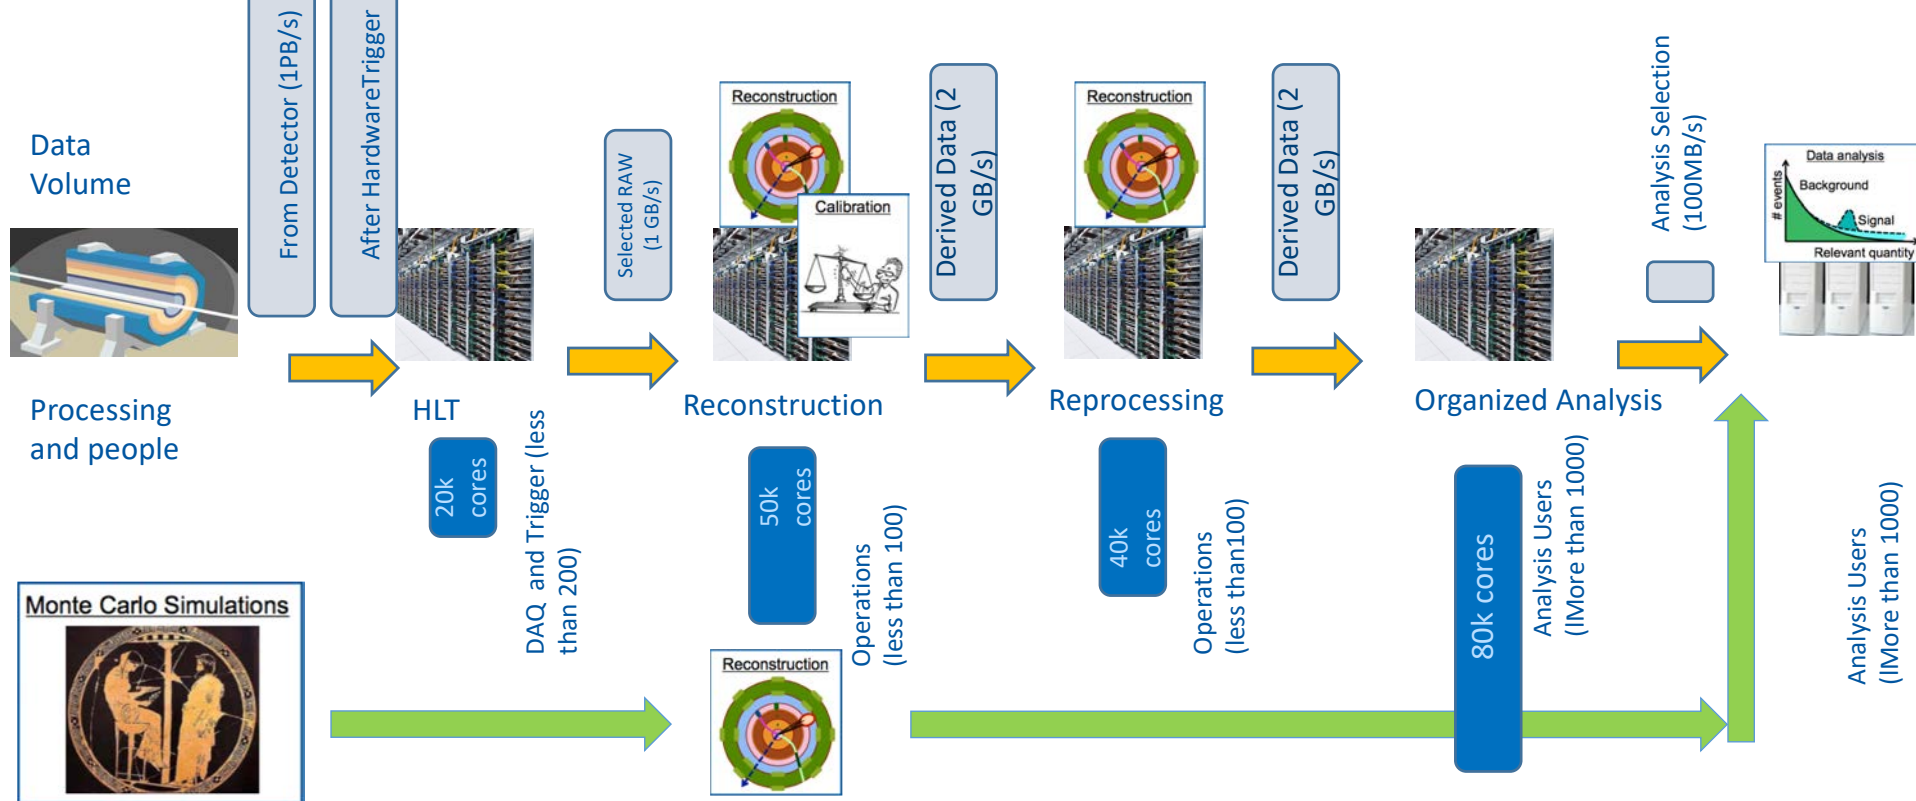 Data
Volume
From Detector (1PB/s)
After HardwareTrigger
Selected RAW
(1 GB/s)
Reconstruction
Calibration
Derived Data (2
GB/s)
Reconstruction
Derived Data (2
GB/s)
Analysis Selection
(100MB/s)
Data analysis
# events
Background
Signal
Relevant quantity
Processing
and people
HLT
Reconstruction
Reprocessing
Organized Analysis
20k
cores
DAQ and Trigger (less
than 200)
50k
cores
Operations
(less than 100)
40k
cores
Operations
(less than100)
80k cores
Analysis Users
(lMore than 1000)
Analysis Users
(lMore than 1000)
Monte Carlo Simulations
Reconstruction